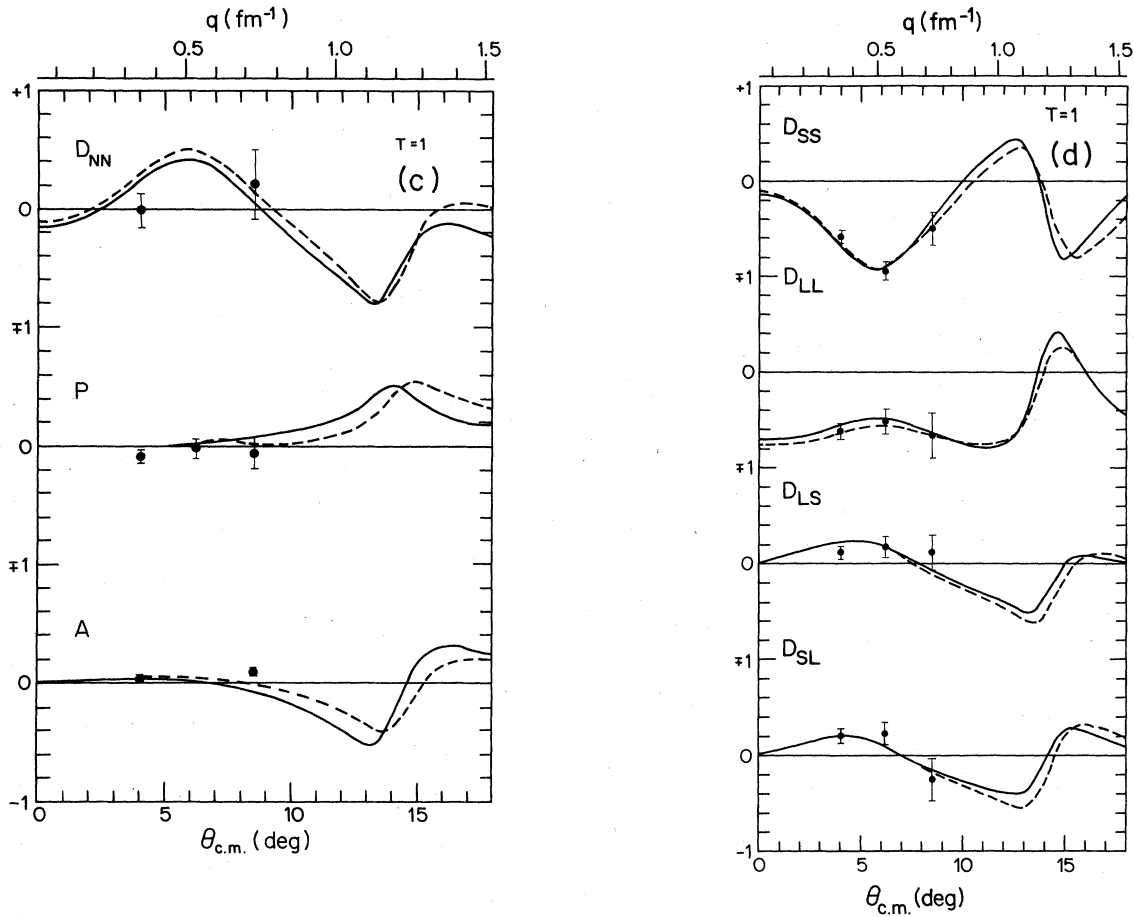 q (fm⁻¹)
0.5 1.0 1.5
+1
D_NN
T=1
(c)
0
∓1
P
0
∓1
A
0
-1
0 5 10 15
θ_c.m. (deg)
q (fm⁻¹)
0 0.5 1.0 1.5
+1
D_SS
T=1
(d)
0
∓1
D_LL
0
∓1
D_LS
0
∓1
D_SL
0
-1
0 5 10 15
θ_c.m. (deg)